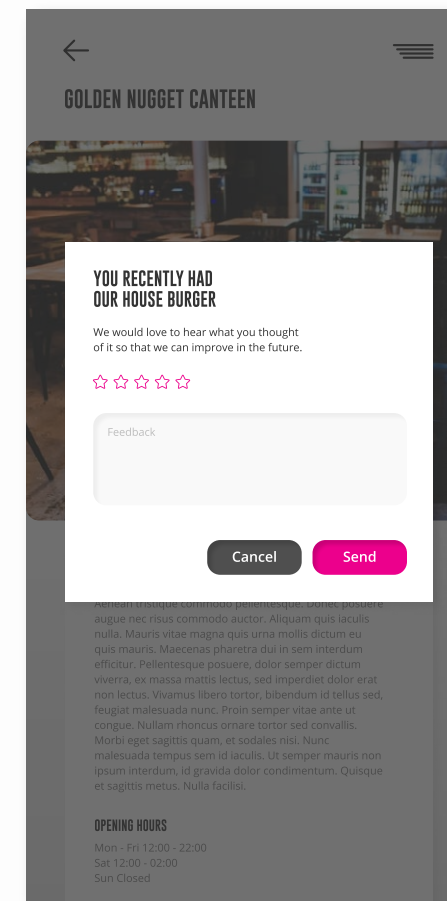 GOLDEN NUGGET CANTEEN
YOU RECENTLY HAD
OUR HOUSE BURGER
We would love to hear what you thought
of it so that we can improve in the future.
Feedback
Cancel
Send
Aenean tristique commodo pellentesque. Donec posuere
augue nec risus commodo auctor. Aliquam quis iaculis
nulla. Mauris vitae magna quis urna mollis dictum eu
quis mauris. Maecenas pharetra dui in sem interdum
efficitur. Pellentesque posuere, dolor semper dictum
viverra, ex massa mattis lectus, sed imperdiet dolor erat
non lectus. Vivamus libero tortor, bibendum id tellus sed,
feugiat malesuada nunc. Proin semper vitae ante ut
congue. Nullam rhoncus ornare tortor sed convallis.
Morbi eget sagittis quam, et sodales nisi. Nunc
malesuada tempus sem id iaculis. Ut semper mauris non
ipsum interdum, id gravida dolor condimentum. Quisque
et sagittis metus. Nulla facilisi.
OPENING HOURS
Mon - Fri 12:00 - 22:00
Sat 12:00 - 02:00
Sun Closed